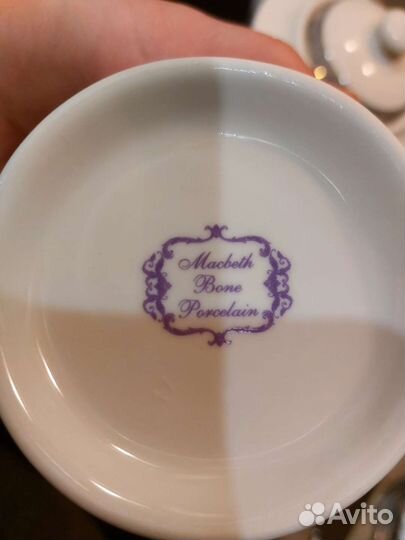 Macbeth
Bone
Porcelain
Avito